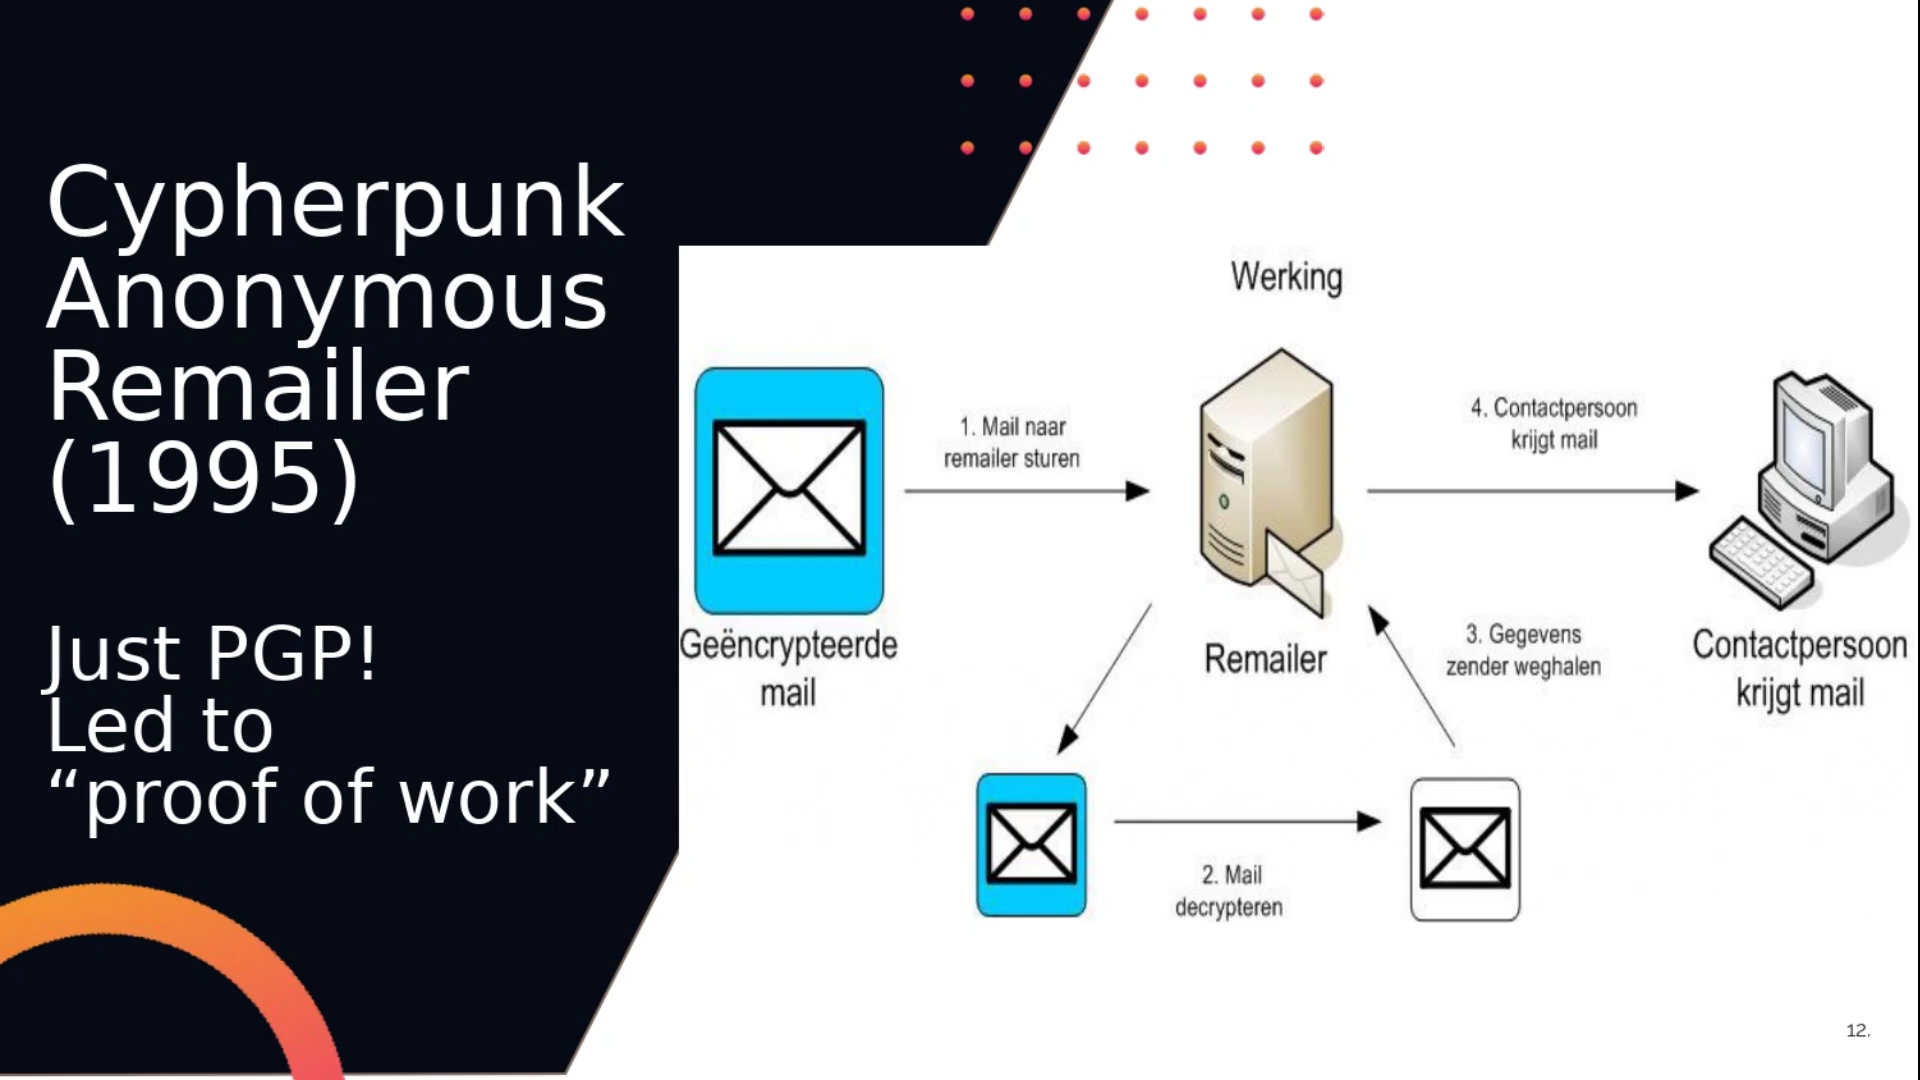 Cypherpunk
Anonymous
Remailer
(1995)
Just PGP!
Led to
“proof of work”
Werking
1. Mail naar
remailer sturen
4. Contactpersoon
krijgt mail
Geëncrypteerde
mail
Remailer
3. Gegevens
zender weghalen
Contactpersoon
krijgt mail
2. Mail
decrypteren
12.